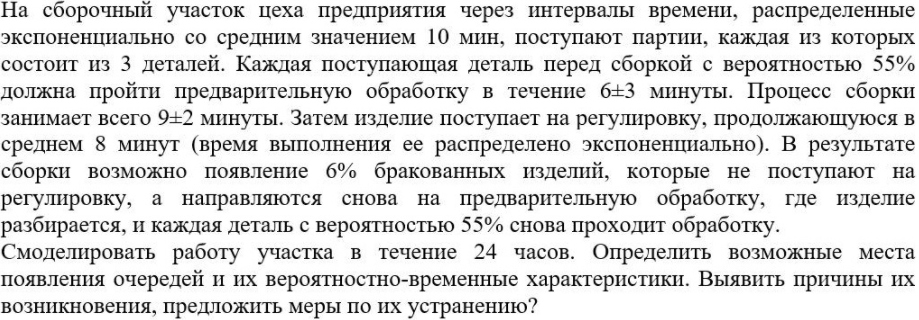 На сборочный участок цеха предприятия через интервалы времени, распределенные
экспоненциально со средним значением 10 мин, поступают партии, каждая из которых
состоит из 3 деталей. Каждая поступающая деталь перед сборкой с вероятностью 55%
должна пройти предварительную обработку в течение 6±3 минуты. Процесс сборки
занимает всего 9±2 минуты. Затем изделие поступает на регулировку, продолжающуюся в
среднем 8 минут (время выполнения ее распределено экспоненциально). В результате
сборки возможно появление 6% бракованных изделий, которые не поступают на
регулировку, а направляются снова на предварительную обработку, где изделие
разбирается, и каждая деталь с вероятностью 55% снова проходит обработку.
Смоделировать работу участка в течение 24 часов. Определить возможные места
появления очередей и их вероятностно-временные характеристики. Выявить причины их
возникновения, предложить меры по их устранению?